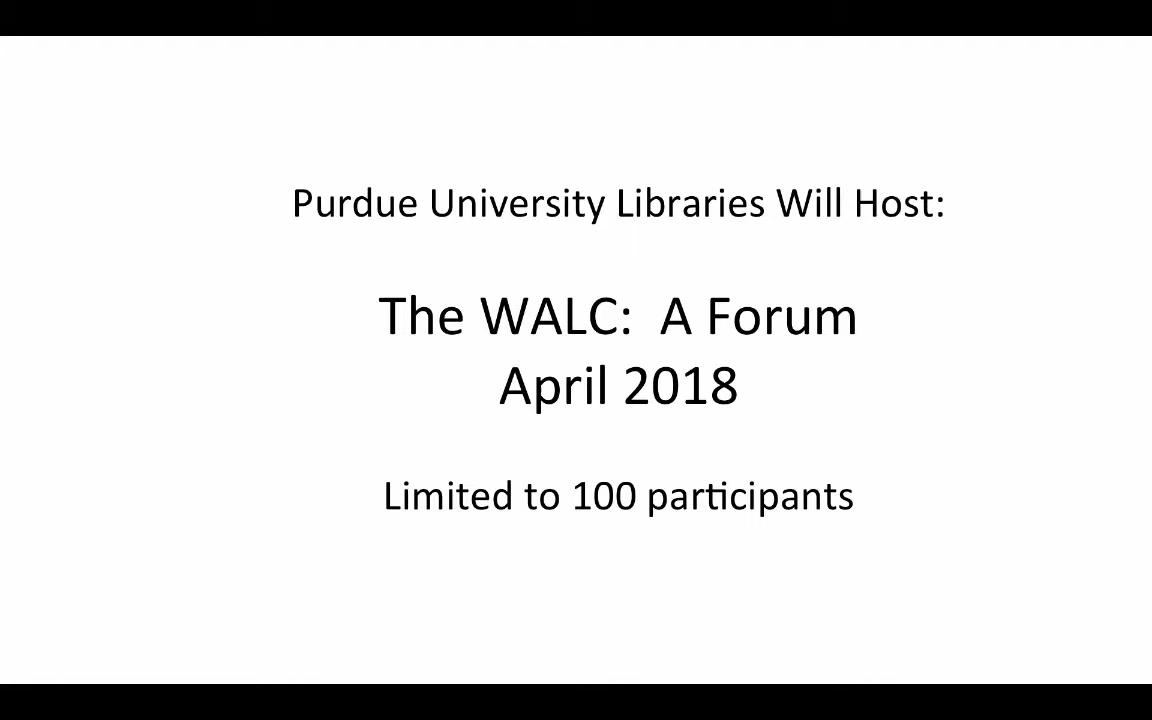 Purdue University Libraries Will Host:
The WALC:  A Forum
April 2018
Limited to 100 participants